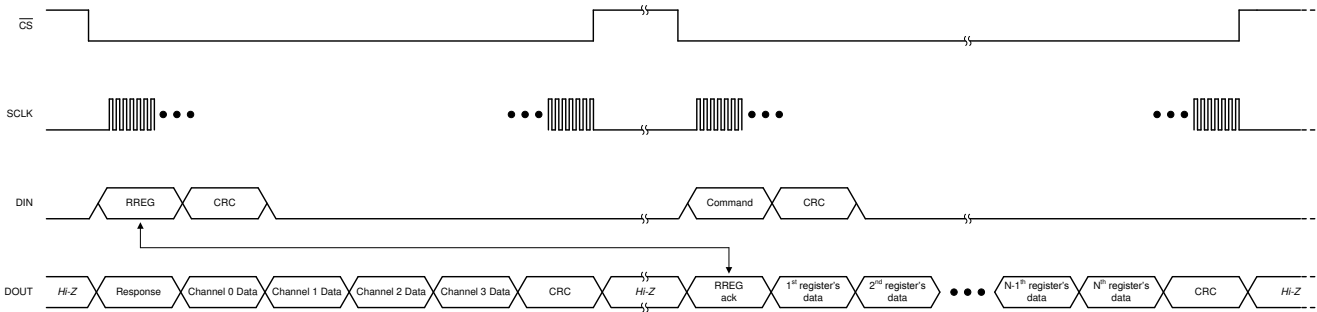 CS
SCLK
DIN
RREG
CRC
Command
CRC
DOUT
Hi-Z
Response
Channel 0 Data
Channel 1 Data
Channel 2 Data
Channel 3 Data
CRC
Hi-Z
RREG
ack
1st register's
data
2nd register's
data
N-1th register's
data
Nth register's
data
CRC
Hi-Z